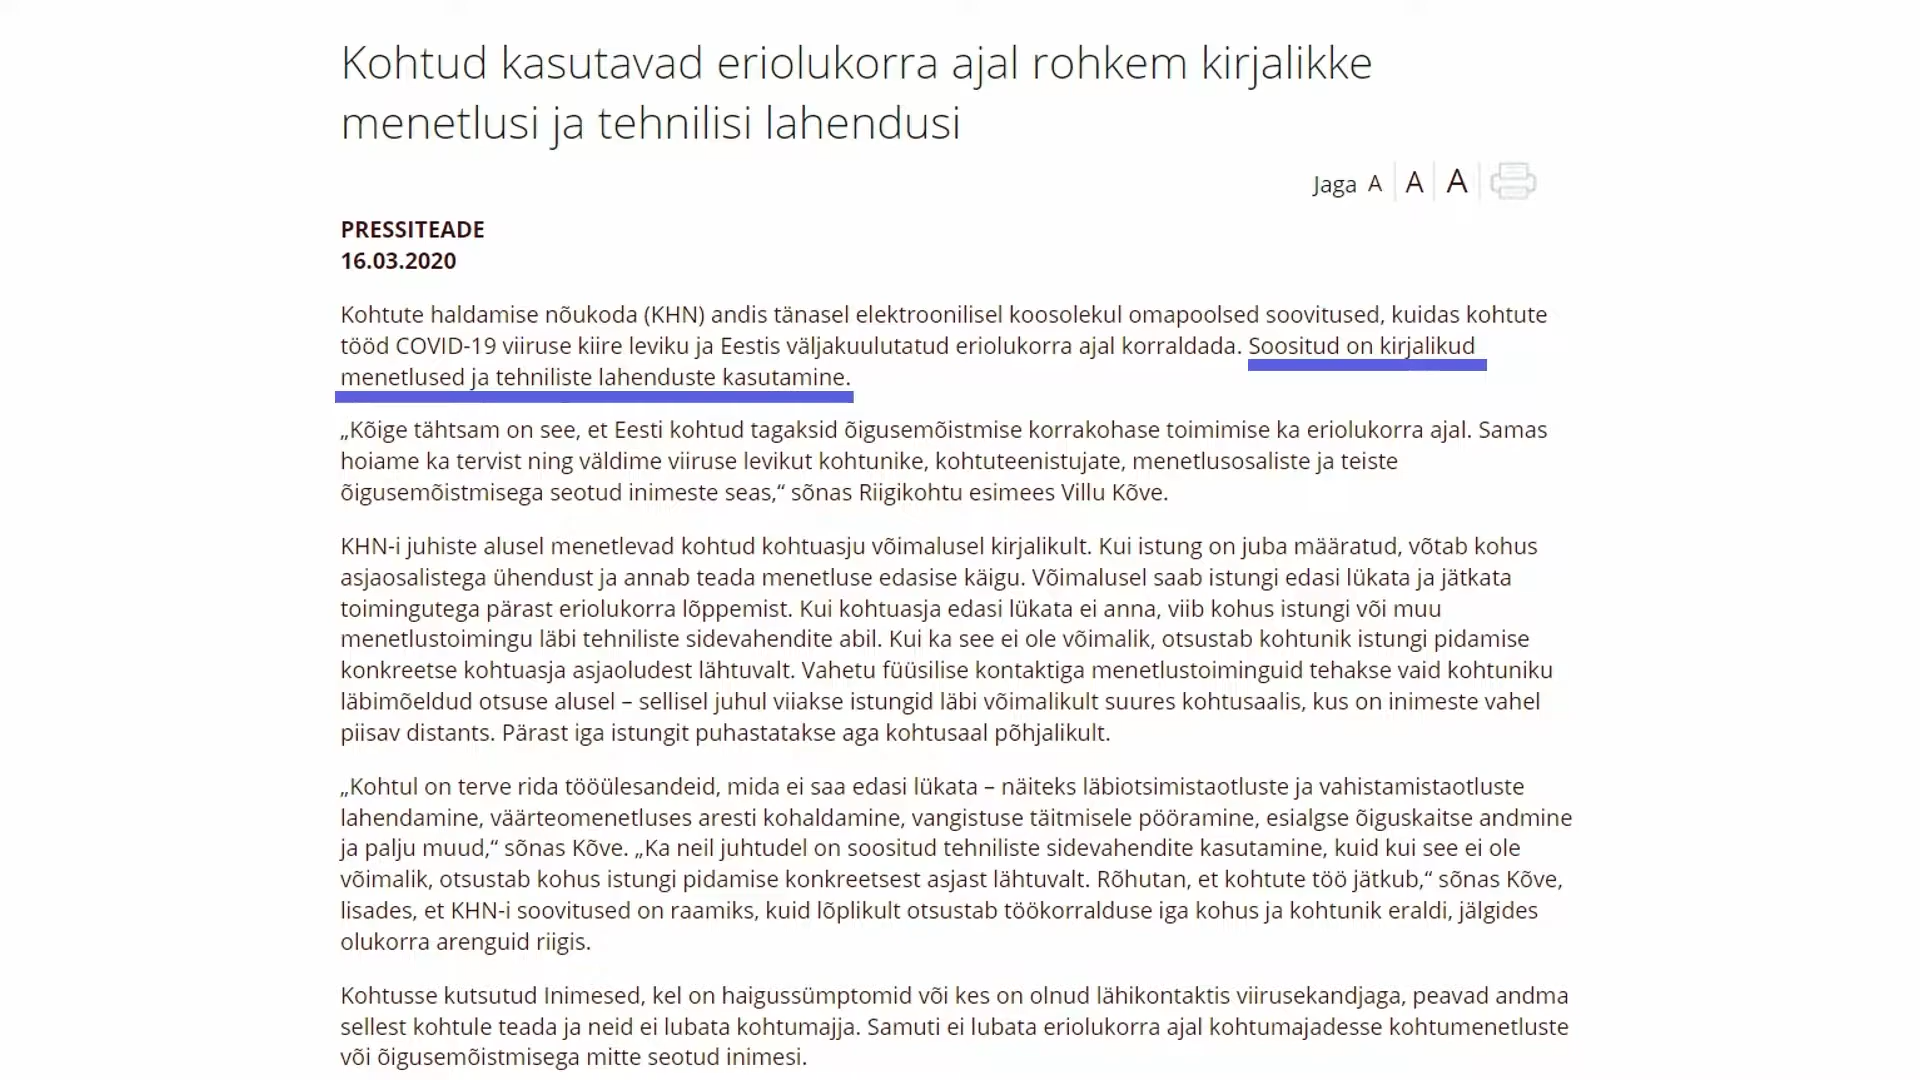 Kohtud kasutavad eriolukorra ajal rohkem kirjalikke
menetlusi ja tehnilisi lahendusi
Jaga A A A
PRESSITEADE
16.03.2020
Kohtute haldamise nõukoda (KHN) andis tänasel elektroonilisel koosolekul omapoolsed soovitused, kuidas kohtute
tööd COVID-19 viiruse kiire leviku ja Eestis väljakuulutatud eriolukorra ajal korraldada. Soositud on kirjalikud
menetlused ja tehniliste lahenduste kasutamine.
„Kõige tähtsam on see, et Eesti kohtud tagaksid õigusemõistmise korrakohase toimimise ka eriolukorra ajal. Samas
hoiame ka tervist ning väldime viiruse levikut kohtunike, kohtuteenistujate, menetlusosaliste ja teiste
õigusemõistmisega seotud inimeste seas,“ sõnas Riigikohtu esimees Villu Kõve.
KHN-i juhiste alusel menetlevad kohtud kohtuasju võimalusel kirjalikult. Kui istung on juba määratud, võtab kohus
asjaosalistega ühendust ja annab teada menetluse edasise käigu. Võimalusel saab istungi edasi lükata ja jätkata
toimingutega pärast eriolukorra lõppemist. Kui kohtuasja edasi lükata ei anna, viib kohus istungi või muu
menetlustoimingu läbi tehniliste sidevahendite abil. Kui ka see ei ole võimalik, otsustab kohtunik istungi pidamise
konkreetse kohtuasja asjaoludest lähtuvalt. Vahetu füüsilise kontaktiga menetlustoiminguid tehakse vaid kohtuniku
läbimõeldud otsuse alusel – sellisel juhul viiakse istungid läbi võimalikult suures kohtusaalis, kus on inimeste vahel
piisav distants. Pärast iga istungit puhastatakse aga kohtusaal põhjalikult.
„Kohtul on terve rida tööülesandeid, mida ei saa edasi lükata – näiteks läbiotsimistaotluste ja vahistamistaotluste
lahendamine, väärteomenetluses aresti kohaldamine, vangistuse täitmisele pööramine, esialgse õiguskaitse andmine
ja palju muud,“ sõnas Kõve. „Ka neil juhtudel on soositud tehniliste sidevahendite kasutamine, kuid kui see ei ole
võimalik, otsustab kohus istungi pidamise konkreetsest asjast lähtuvalt. Rõhutan, et kohtute töö jätkub,“ sõnas Kõve,
lisades, et KHN-i soovitused on raamiks, kuid lõplikult otsustab töökorralduse iga kohus ja kohtunik eraldi, jälgides
olukorra arenguid riigis.
Kohtusse kutsutud Inimesed, kel on haigussümptomid või kes on olnud lähikontaktis viirusekandjaga, peavad andma
sellest kohtule teada ja neid ei lubata kohtumajja. Samuti ei lubata eriolukorra ajal kohtumajadesse kohtumenetluste
või õigusemõistmisega mitte seotud inimesi.